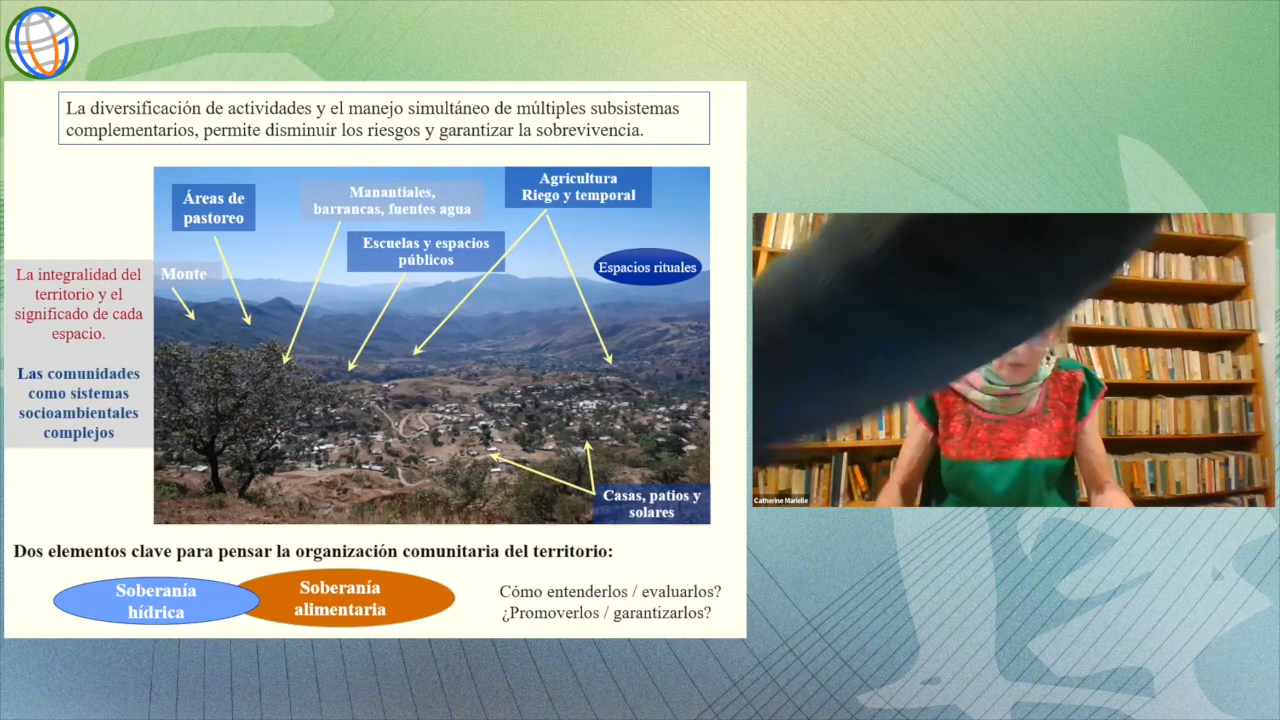 La diversificación de actividades y el manejo simultáneo de múltiples subsistemas
complementarios, permite disminuir los riesgos y garantizar la sobrevivencia.
Áreas de
pastoreo
Manantiales,
barrancas, fuentes agua
Agricultura
Riego y temporal
Escuelas y espacios
públicos
Espacios rituales
Monte
La integralidad del
territorio y el
significado de cada
espacio.
Las comunidades
como sistemas
socioambientales
complejos
Casas, patios y
solares
Dos elementos clave para pensar la organización comunitaria del territorio:
Soberanía
hídrica
Soberanía
alimentaria
Cómo entenderlos / evaluarlos?
¿Promoverlos / garantizarlos?
Catherine Marielle